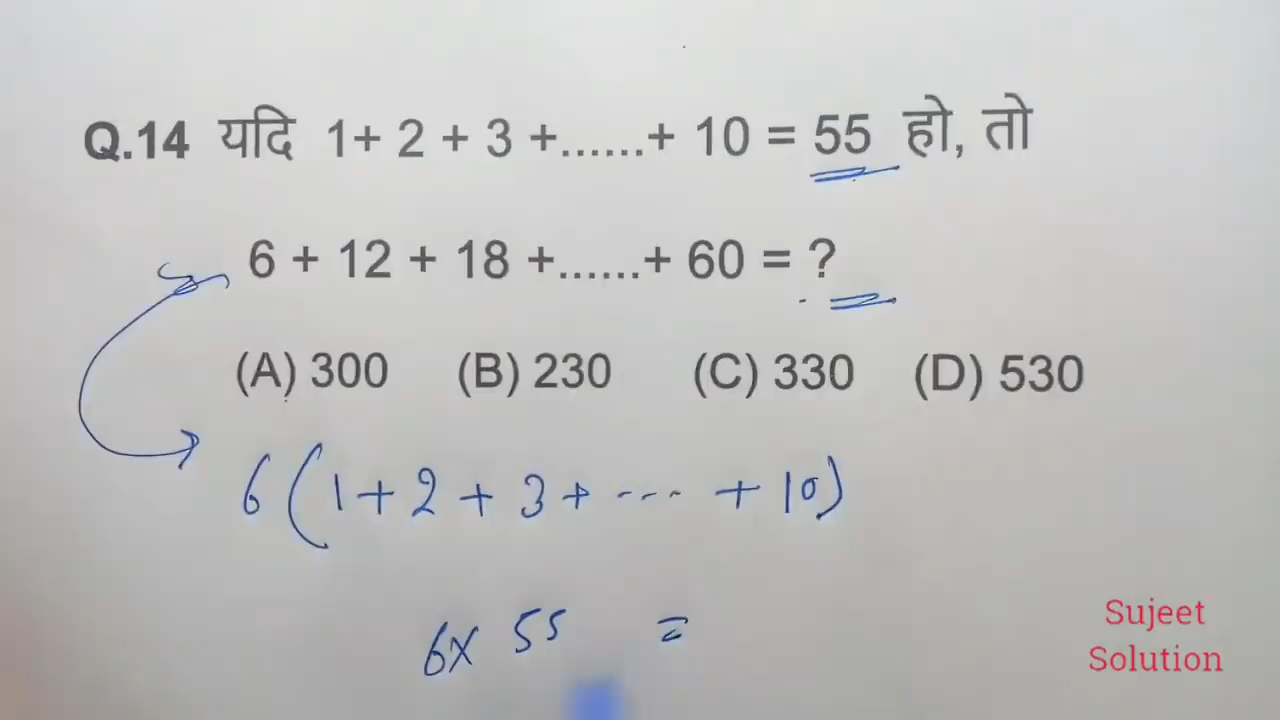 Q.14 यदि 1+ 2 + 3 +......+ 10 = 55 हो, तो
6 + 12 + 18 +......+ 60 = ?
(A) 300 (B) 230 (C) 330 (D) 530
6(1+2+3+----+10)
6x 55 =
Sujeet
Solution